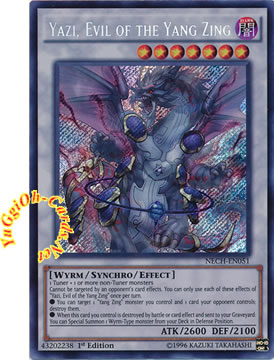 Yazi, Evil of the Yang Zing
NECH-EN051
[WYRM / SYNCHRO / EFFECT]
1 Tuner + 1 or more non-Tuner monsters
Cannot be targeted by an opponent's card effects. You can only use each of these effects of
"Yazi, Evil of the Yang Zing" once per turn.
● You can target 1 "Yang Zing" monster you control and 1 card your opponent controls;
destroy them.
● When this card you control is destroyed by battle or card effect and sent to your Graveyard:
You can Special Summon 1 Wyrm-Type monster from your Deck in Defense Position.
ATK/2600 DEF/2100
43202238 1st Edition ©1996 KAZUKI TAKAHASHI
YuGgiOh-Cards.Net